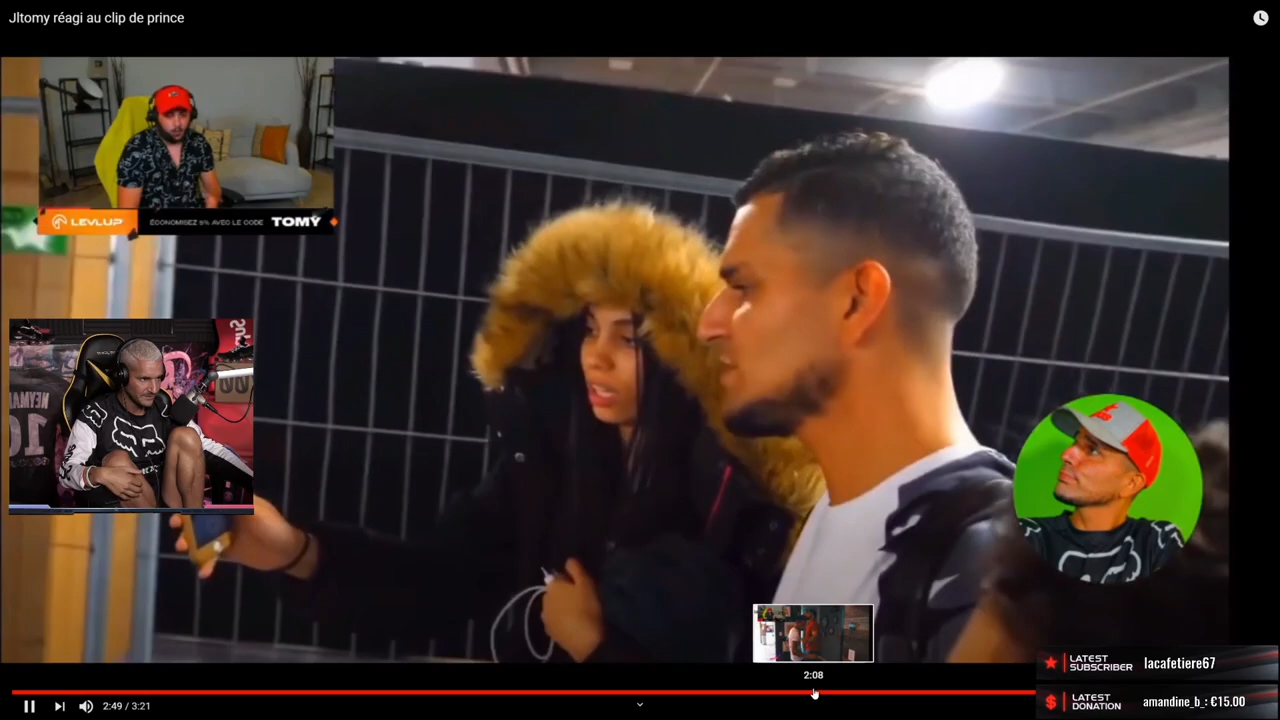 Jltomy réagi au clip de prince
LEVLUP
ÉCONOMISEZ 5% AVEC LE CODE
TOMY
NEYMAR
10
2:08
2:49 / 3:21
LATEST SUBSCRIBER
lacafetiere67
LATEST DONATION
amandine_b_: €15.00